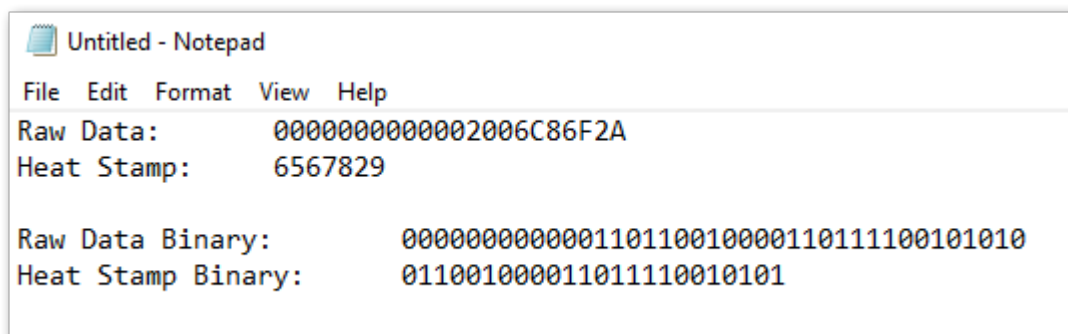 Untitled - Notepad
File Edit Format View Help
Raw Data: 0000000000002006C86F2A
Heat Stamp: 6567829
Raw Data Binary: 000000000000110110010000110111100101010
Heat Stamp Binary: 011001000011011110010101